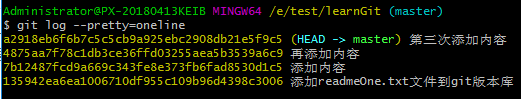 Administrator@PX-20180413KEIB MINGW64 /e/test/learnGit (master)
$ git log --pretty=oneline
a2918eb6f6b7c5c5cb9a925ebc2908db21e5f9c5 (HEAD -> master) 第三次添加内容
4875aa7f78c1db3ce36ffd03255aea5b3539a6c9 再添加内容
7b12487fcd9a669c343fe8e373fb6fad8530d1c5 添加内容
135942ea6ea1006710df955c109b96d4398c3006 添加readmeOne.txt文件到git版本库